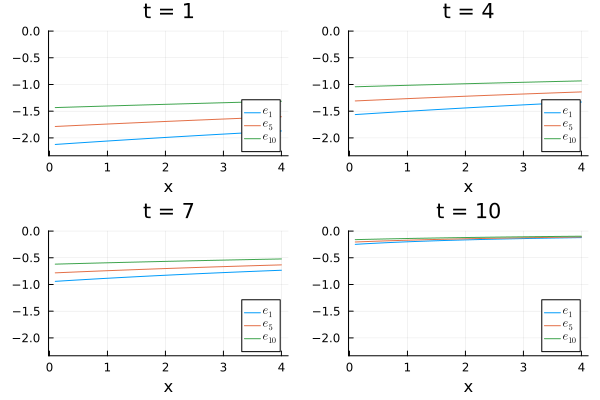 t = 1
0.0
−0.5
−1.0
−1.5
−2.0
0 1 2 3 4
x
e₁
e₅
e₁₀
t = 4
0.0
−0.5
−1.0
−1.5
−2.0
0 1 2 3 4
x
e₁
e₅
e₁₀
t = 7
0.0
−0.5
−1.0
−1.5
−2.0
0 1 2 3 4
x
e₁
e₅
e₁₀
t = 10
0.0
−0.5
−1.0
−1.5
−2.0
0 1 2 3 4
x
e₁
e₅
e₁₀